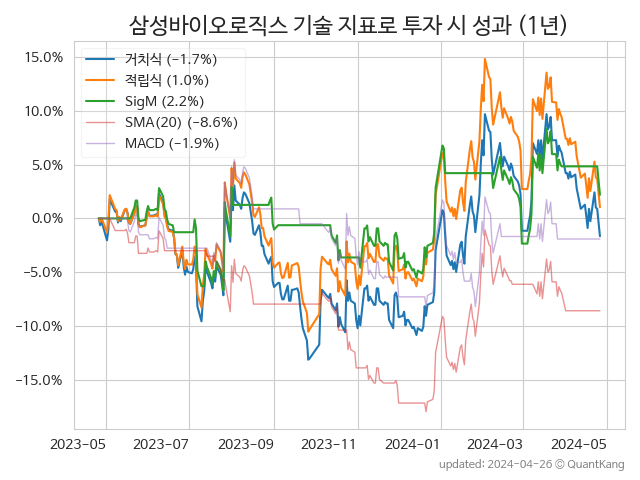 삼성바이오로직스 기술 지표로 투자 시 성과 (1년)
15.0%
10.0%
5.0%
0.0%
−5.0%
−10.0%
−15.0%
거치식 (−1.7%)
적립식 (1.0%)
SigM (2.2%)
SMA(20) (−8.6%)
MACD (−1.9%)
2023-05
2023-07
2023-09
2023-11
2024-01
2024-03
2024-05
updated: 2024-04-26 © QuantKang